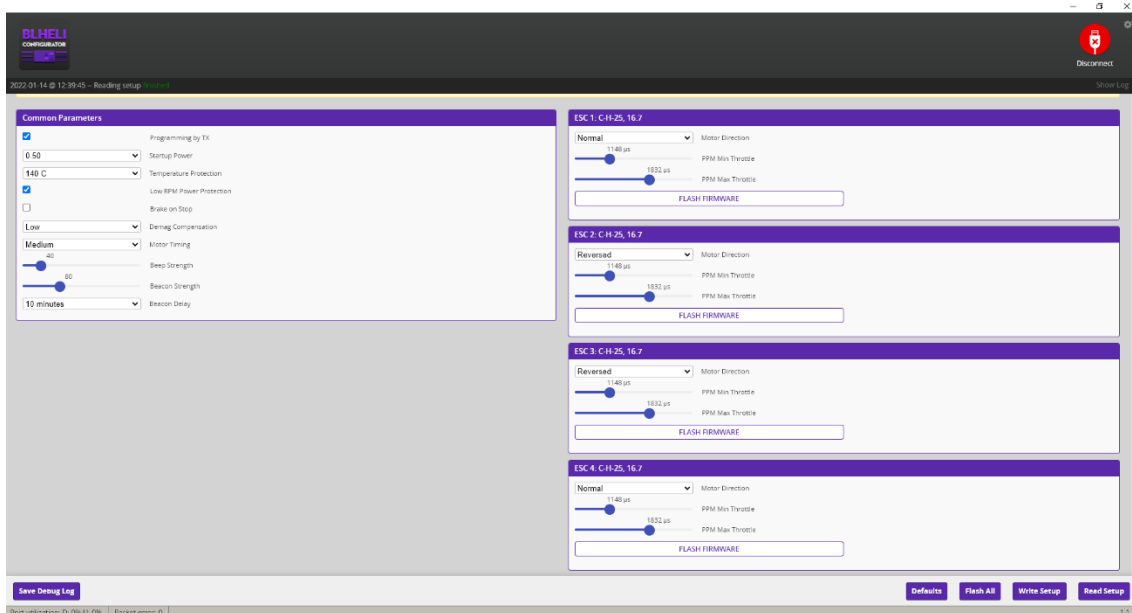 BLHELI
CONFIGURATOR
Disconnect
2022-01-14 @ 12:39:45 -- Reading setup finished
Show Log
Common Parameters
Programming by TX
0.50 Startup Power
140 C Temperature Protection
Low RPM Power Protection
Brake on Stop
Low Demag Compensation
Medium Motor Timing
40
Beep Strength
80
Beacon Strength
10 minutes Beacon Delay
ESC 1: C-H-25, 16.7
Normal Motor Direction
1148 µs
PPM Min Throttle
1832 µs
PPM Max Throttle
FLASH FIRMWARE
ESC 2: C-H-25, 16.7
Reversed Motor Direction
1148 µs
PPM Min Throttle
1832 µs
PPM Max Throttle
FLASH FIRMWARE
ESC 3: C-H-25, 16.7
Reversed Motor Direction
1148 µs
PPM Min Throttle
1832 µs
PPM Max Throttle
FLASH FIRMWARE
ESC 4: C-H-25, 16.7
Normal Motor Direction
1148 µs
PPM Min Throttle
1832 µs
PPM Max Throttle
FLASH FIRMWARE
Save Debug Log
Defaults Flash All Write Setup Read Setup
Port utilization: D: 0% U: 0% Packet error: 0